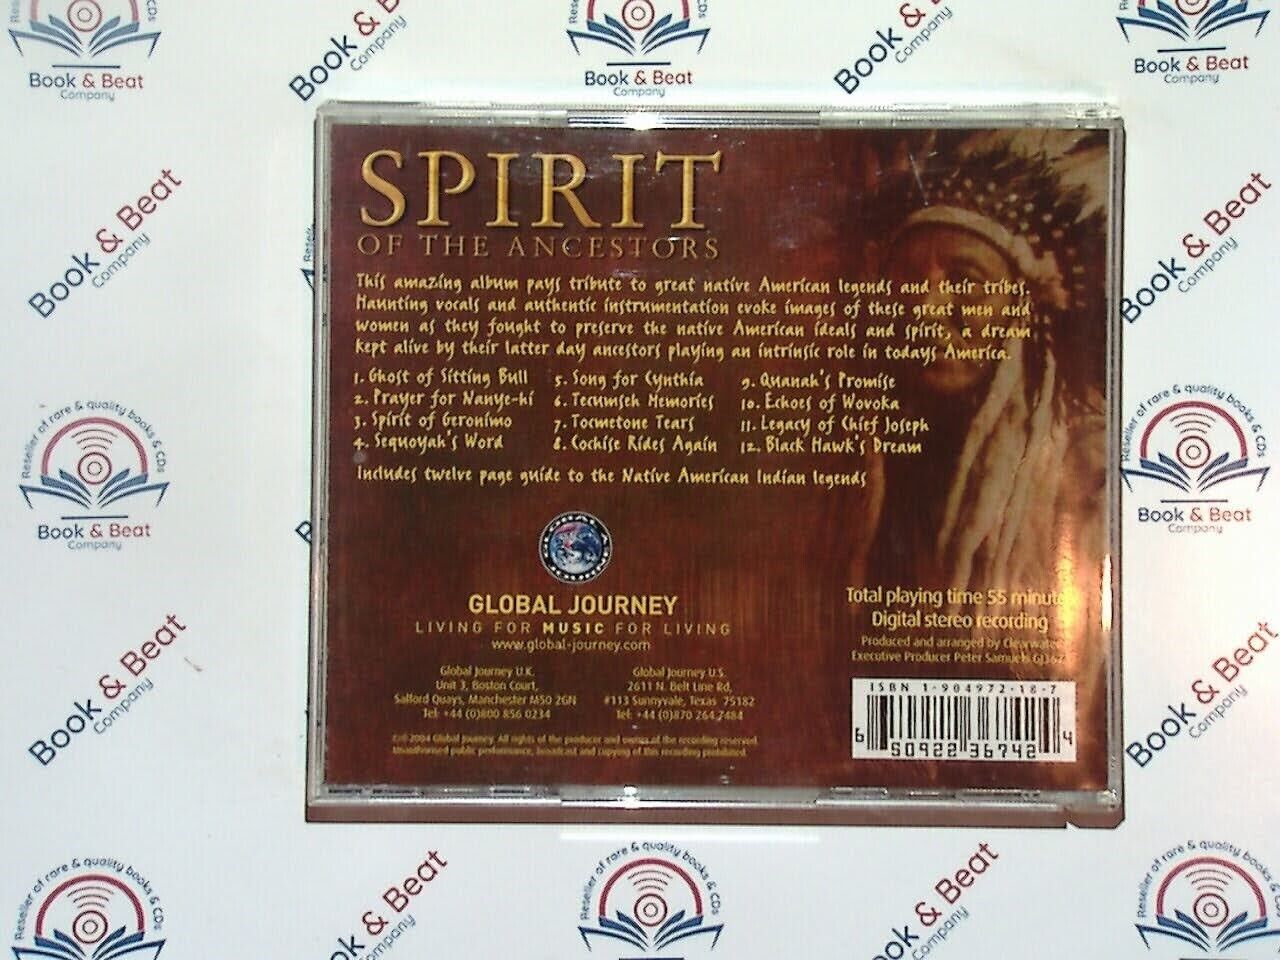 SPIRIT
OF THE ANCESTORS
This amazing album pays tribute to great native American legends and their tribes.
Haunting vocals and authentic instrumentation evoke images of these great men and
women as they fought to preserve the native American ideals and spirit, a dream
kept alive by their latter day ancestors playing an intrinsic role in todays America.
1. Ghost of Sitting Bull
2. Prayer for Nanye-hi
3. Spirit of Geronimo
4. Sequoyah's Word
5. Song for Cynthia
6. Tecumseh Memories
7. Tocmetone Tears
8. Cochise Rides Again
9. Quanah's Promise
10. Echoes of Wovoka
11. Legacy of Chief Joseph
12. Black Hawk's Dream
Includes twelve page guide to the Native American Indian legends
GLOBAL JOURNEY
LIVING FOR MUSIC FOR LIVING
www.global-journey.com
Global Journey U.K.
Unit 3, Boston Court,
Salford Quays, Manchester M50 2GN
Tel: +44 (0)800 856 0234
Global Journey U.S.
2611 N. Belt Line Rd,
#113 Sunnyvale, Texas 75182
Tel: +44 (0)870 264 2484
℗© 2004 Global Journey. All rights of the producer and owner of the recording reserved.
Unauthorised public performance, broadcast and copying of this recording prohibited.
Total playing time 55 minute
Digital stereo recording
Produced and arranged by Clearwater
Executive Producer Peter Samuels GJ367
ISBN 1-904972-18-7
6 50922 36742 4
Book & Beat
Company
Reseller of rare & quality books & CDs
Book & Beat
Company